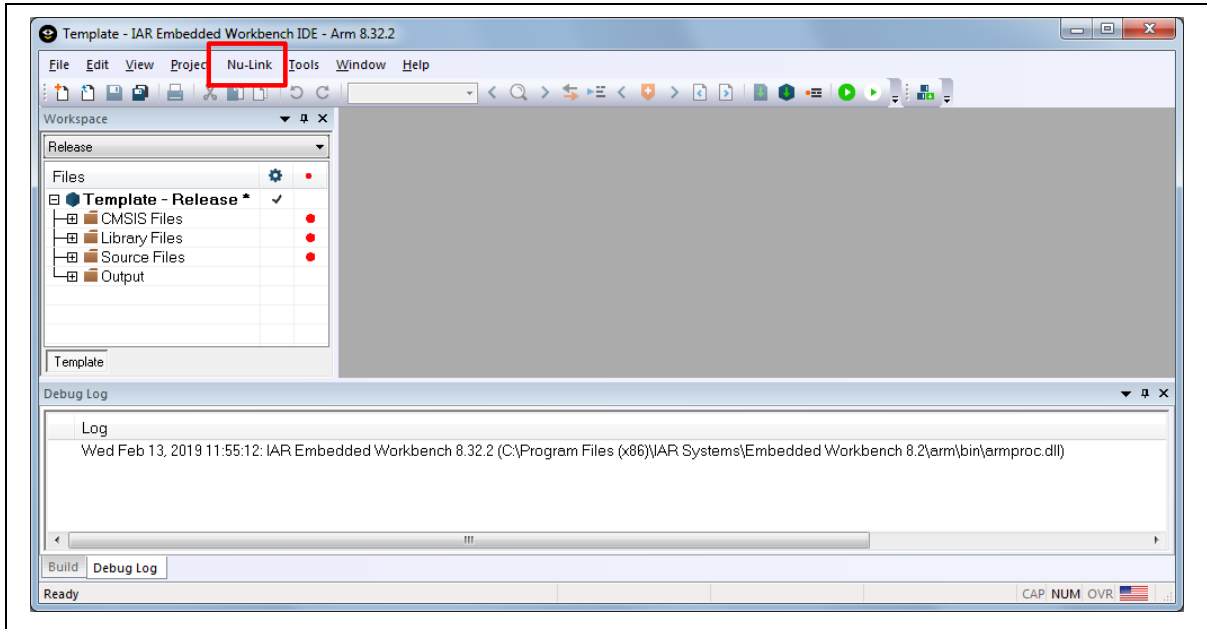 Template - IAR Embedded Workbench IDE - Arm 8.32.2
File Edit View Project Nu-Link Tools Window Help
Workspace
Release
Files
Template - Release *
CMSIS Files
Library Files
Source Files
Output
Template
Debug Log
Log
Wed Feb 13, 2019 11:55:12: IAR Embedded Workbench 8.32.2 (C:\Program Files (x86)\IAR Systems\Embedded Workbench 8.2\arm\bin\armproc.dll)
Build Debug Log
Ready CAP NUM OVR